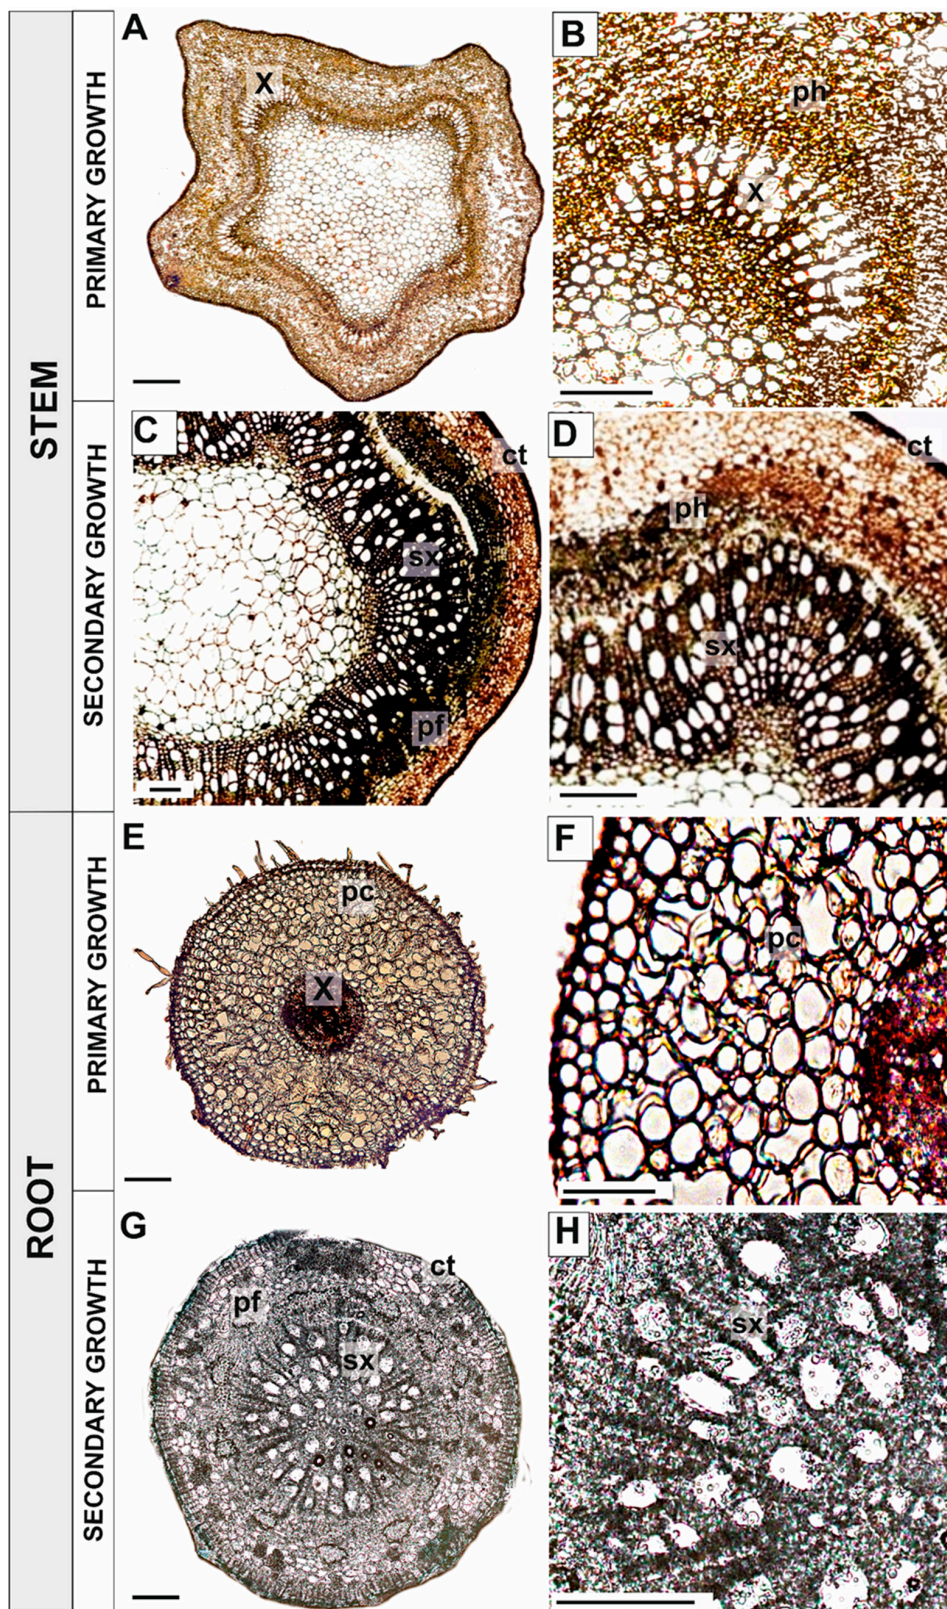 STEM
PRIMARY GROWTH
A
X
B
ph
X
SECONDARY GROWTH
C
ct
sx
pf
D
ct
ph
sx
ROOT
PRIMARY GROWTH
E
pc
X
F
pc
SECONDARY GROWTH
G
ct
pf
sx
H
sx